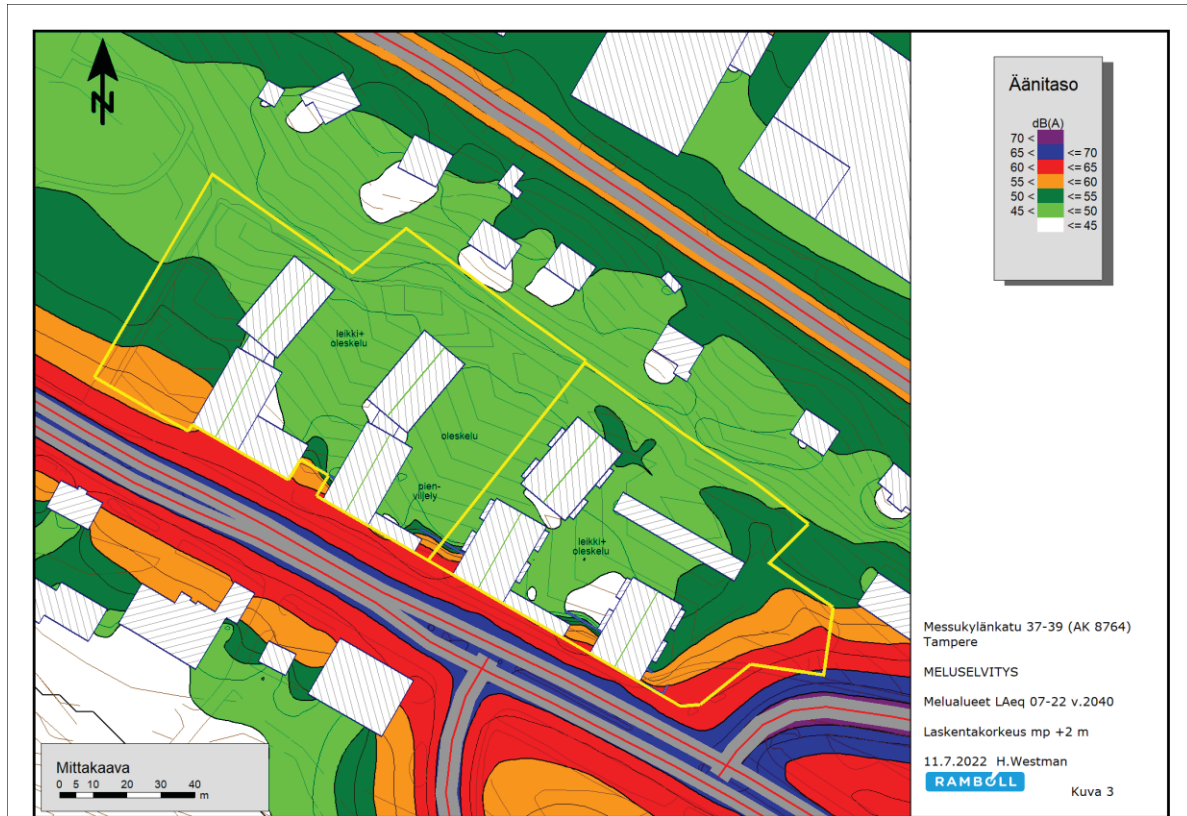 N
leikki+
oleskelu
oleskelu
pien-
viljely
leikki+
oleskelu
Mittakaava
0 5 10 20 30 40
m
Äänitaso
dB(A)
70 <
65 < <= 70
60 < <= 65
55 < <= 60
50 < <= 55
45 < <= 50
<= 45
Messukylänkatu 37-39 (AK 8764)
Tampere
MELUSELVITYS
Melualueet LAeq 07-22 v.2040
Laskentakorkeus mp +2 m
11.7.2022 H.Westman
RAMBOLL
Kuva 3